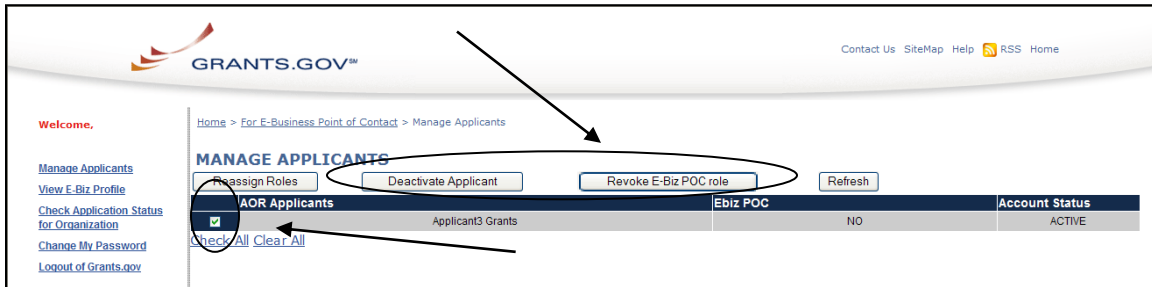 GRANTS.GOV℠
Contact Us SiteMap Help RSS Home
Welcome,
Home > For E-Business Point of Contact > Manage Applicants
MANAGE APPLICANTS
Manage Applicants
View E-Biz Profile
Check Application Status
for Organization
Change My Password
Logout of Grants.gov
Reassign Roles Deactivate Applicant Revoke E-Biz POC role Refresh
AOR Applicants Ebiz POC Account Status
Applicant3 Grants NO ACTIVE
Check All Clear All